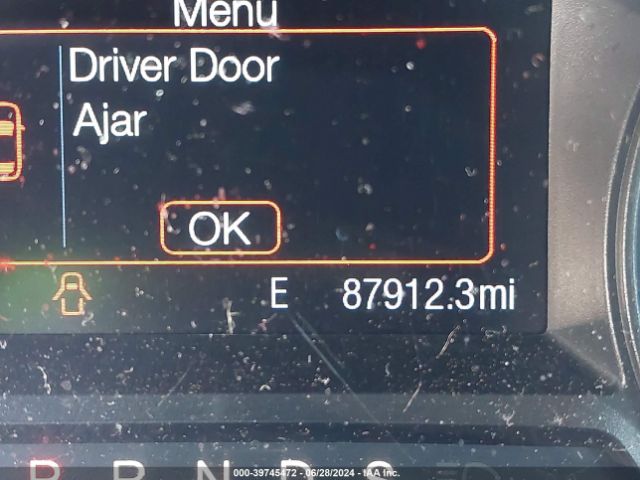 Menu
Driver Door
Ajar
OK
E 87912.3mi
P R N D S
000-39745472 - 06/28/2024 - IAA Inc.